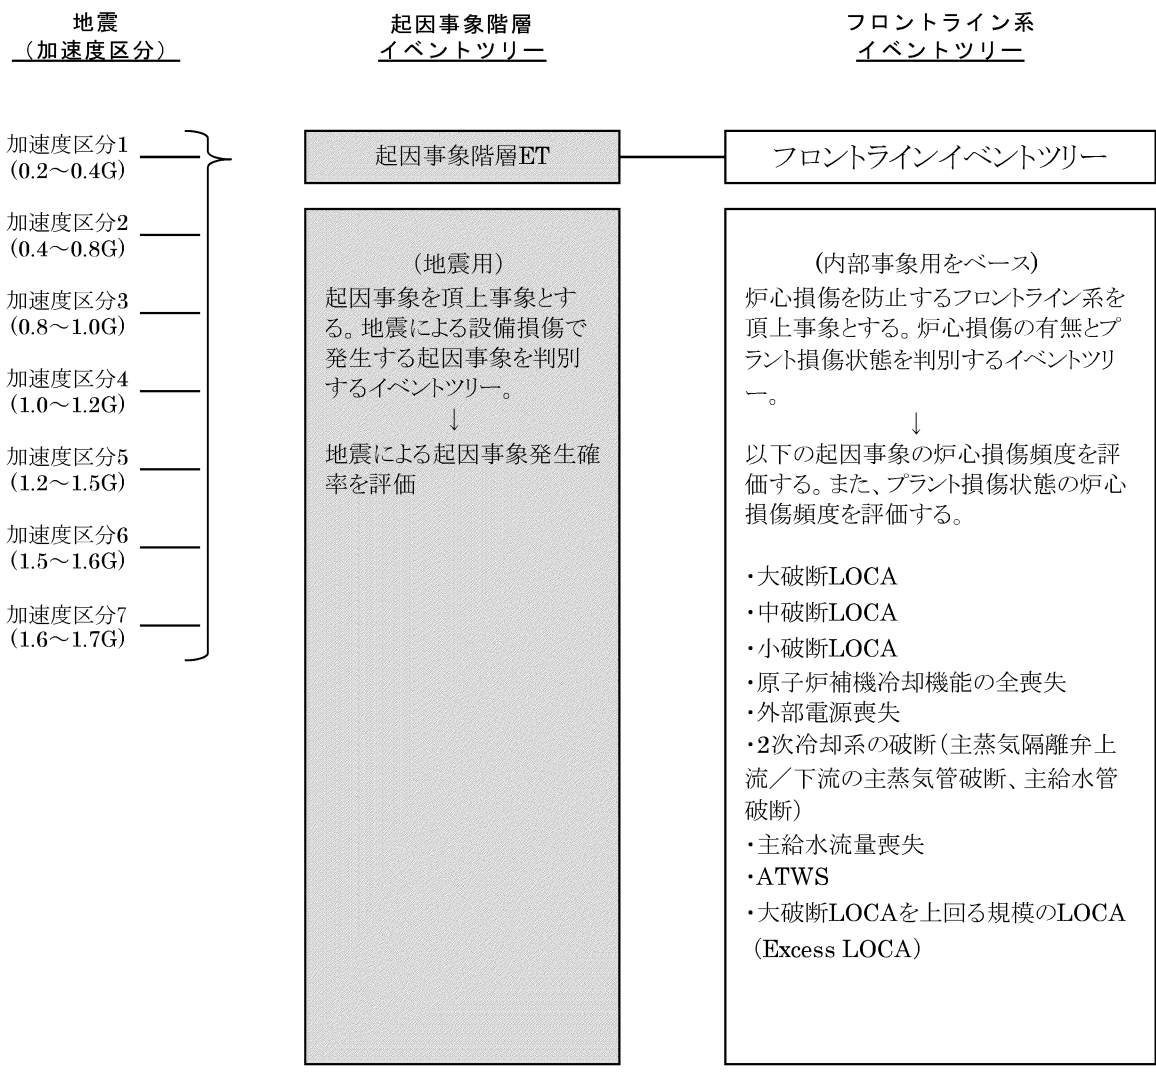 地震
（加速度区分）
起因事象階層
イベントツリー
フロントライン系
イベントツリー
加速度区分1
(0.2～0.4G)
加速度区分2
(0.4～0.8G)
加速度区分3
(0.8～1.0G)
加速度区分4
(1.0～1.2G)
加速度区分5
(1.2～1.5G)
加速度区分6
(1.5～1.6G)
加速度区分7
(1.6～1.7G)
起因事象階層ET
（地震用）
起因事象を頂上事象とす
る。地震による設備損傷で
発生する起因事象を判別
するイベントツリー。
↓
地震による起因事象発生確
率を評価
フロントラインイベントツリー
(内部事象用をベース)
炉心損傷を防止するフロントライン系を
頂上事象とする。炉心損傷の有無とプ
ラント損傷状態を判別するイベントツリ
ー。
↓
以下の起因事象の炉心損傷頻度を評
価する。また、プラント損傷状態の炉心
損傷頻度を評価する。
・大破断LOCA
・中破断LOCA
・小破断LOCA
・原子炉補機冷却機能の全喪失
・外部電源喪失
・2次冷却系の破断（主蒸気隔離弁上
流／下流の主蒸気管破断、主給水管
破断）
・主給水流量喪失
・ATWS
・大破断LOCAを上回る規模のLOCA
（Excess LOCA）